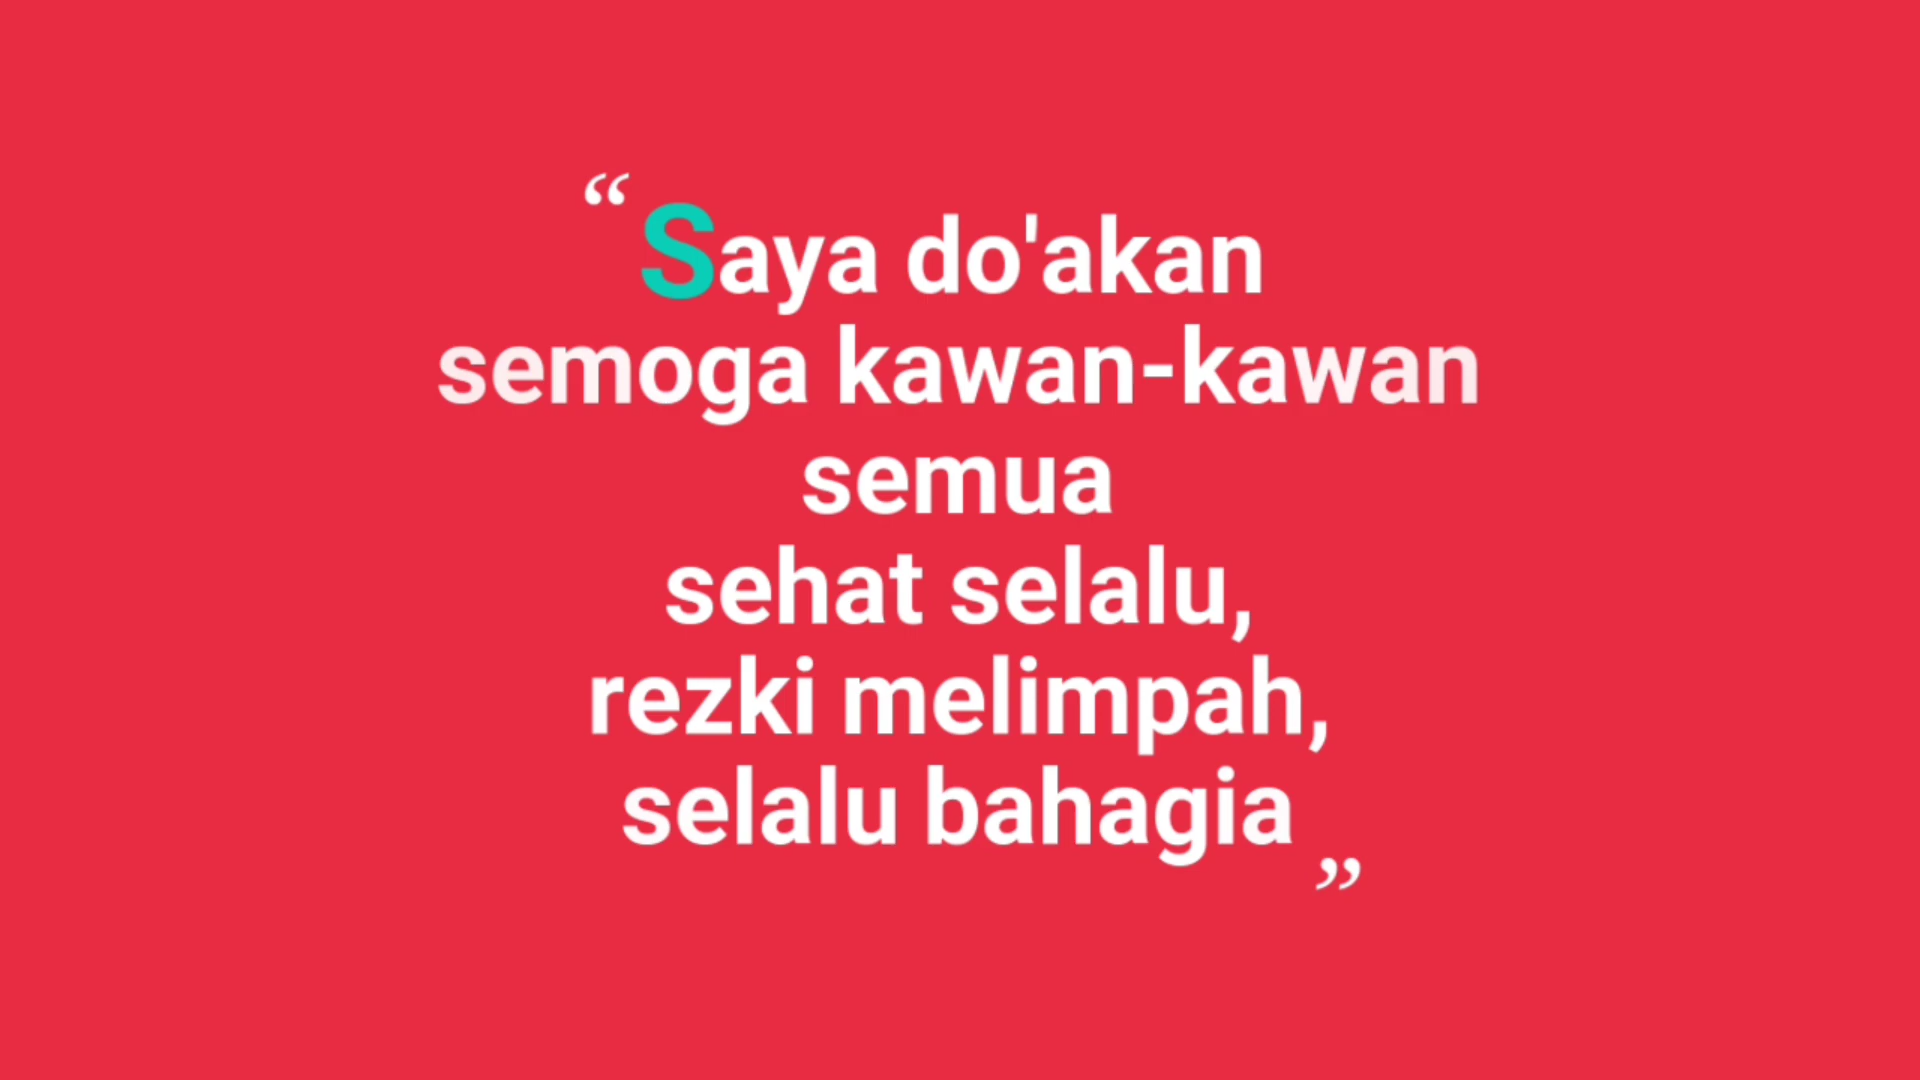 “Saya do'akan
semoga kawan-kawan
semua
sehat selalu,
rezki melimpah,
selalu bahagia”